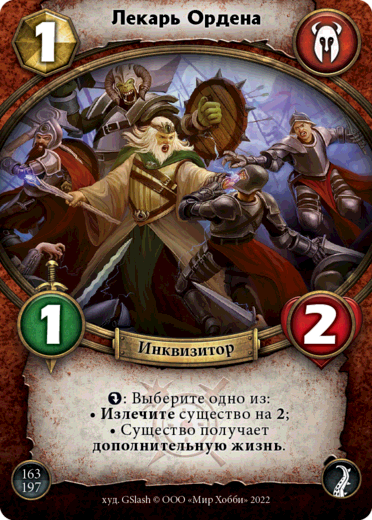 Лекарь Ордена
1
1
2
Инквизитор
: Выберите одно из:
• Излечите существо на 2;
• Существо получает
дополнительную жизнь.
163
197
худ. GSlash © ООО «Мир Хобби» 2022